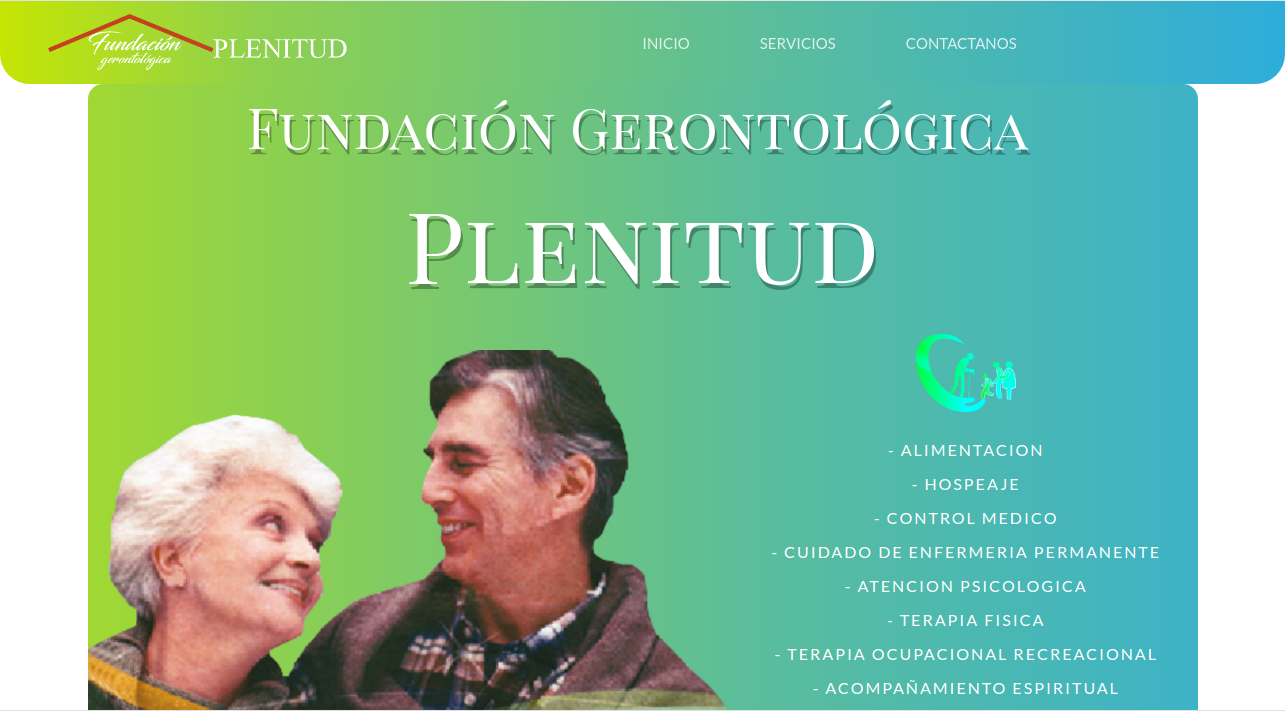 Fundación
gerontológica
PLENITUD
INICIO
SERVICIOS
CONTACTANOS
FUNDACIÓN GERONTOLÓGICA
PLENITUD
- ALIMENTACION
- HOSPEAJE
- CONTROL MEDICO
- CUIDADO DE ENFERMERIA PERMANENTE
- ATENCION PSICOLOGICA
- TERAPIA FISICA
- TERAPIA OCUPACIONAL RECREACIONAL
- ACOMPAÑAMIENTO ESPIRITUAL